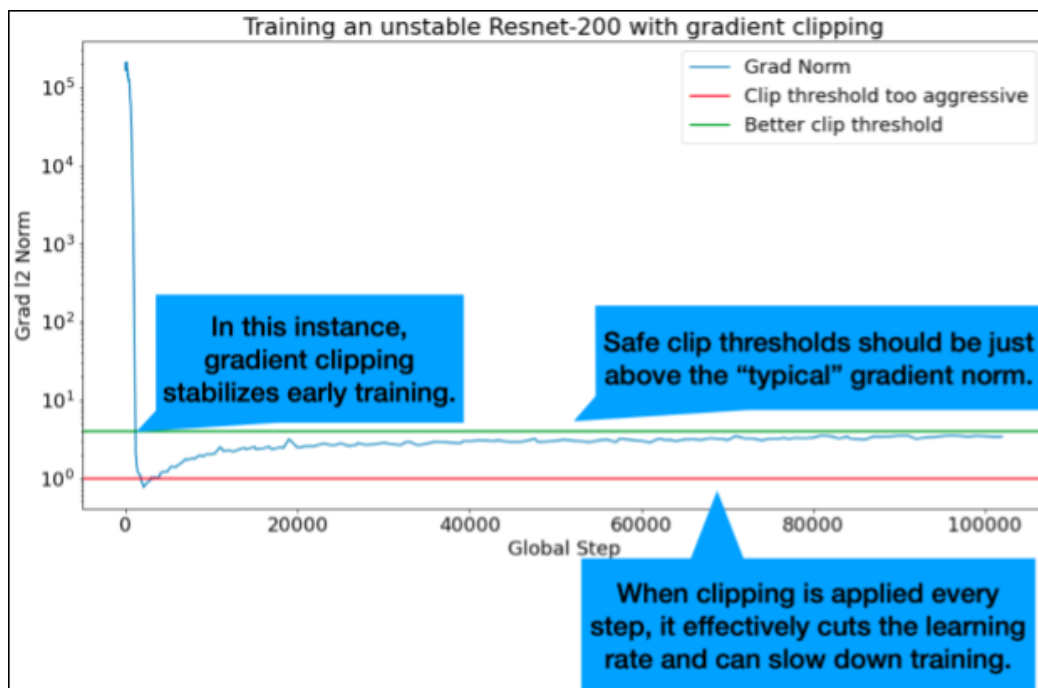 Training an unstable Resnet-200 with gradient clipping
Grad Norm
Clip threshold too aggressive
Better clip threshold
Grad l2 Norm
10⁵
10⁴
10³
10²
10¹
10⁰
In this instance,
gradient clipping
stabilizes early training.
Safe clip thresholds should be just
above the “typical” gradient norm.
0
20000
40000
60000
80000
100000
Global Step
When clipping is applied every
step, it effectively cuts the learning
rate and can slow down training.